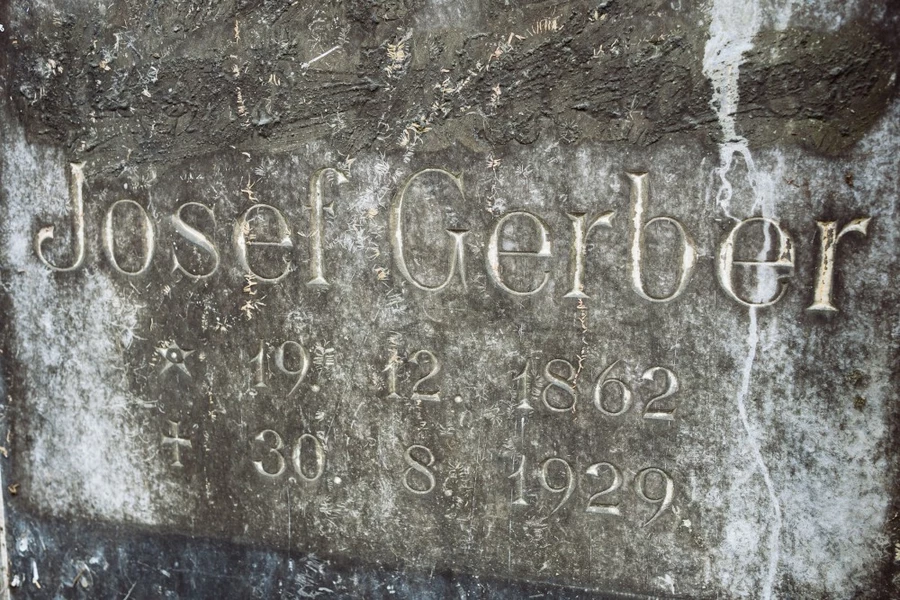 Josef Gerber
* 19. 12. 1862
† 30. 8. 1929